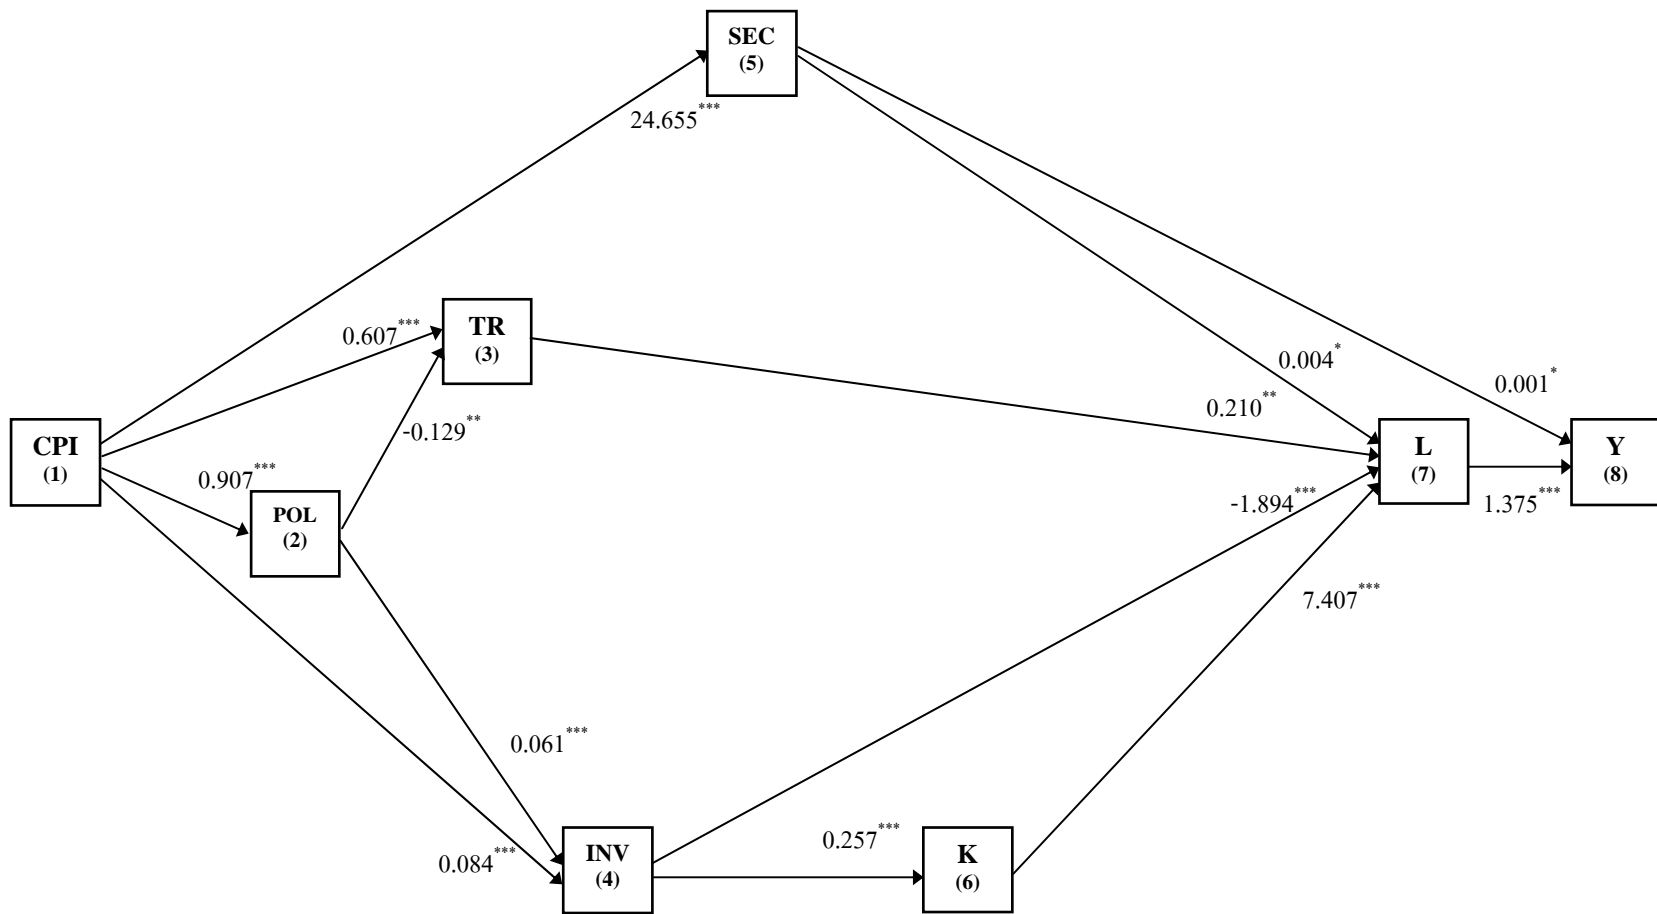 SEC
(5)
24.655***
TR
(3)
0.607***
-0.129**
0.004*
0.001*
0.210**
CPI
(1)
L
(7)
Y
(8)
0.907***
-1.894***
1.375***
POL
(2)
7.407***
0.061***
INV
(4)
0.257***
K
(6)
0.084***